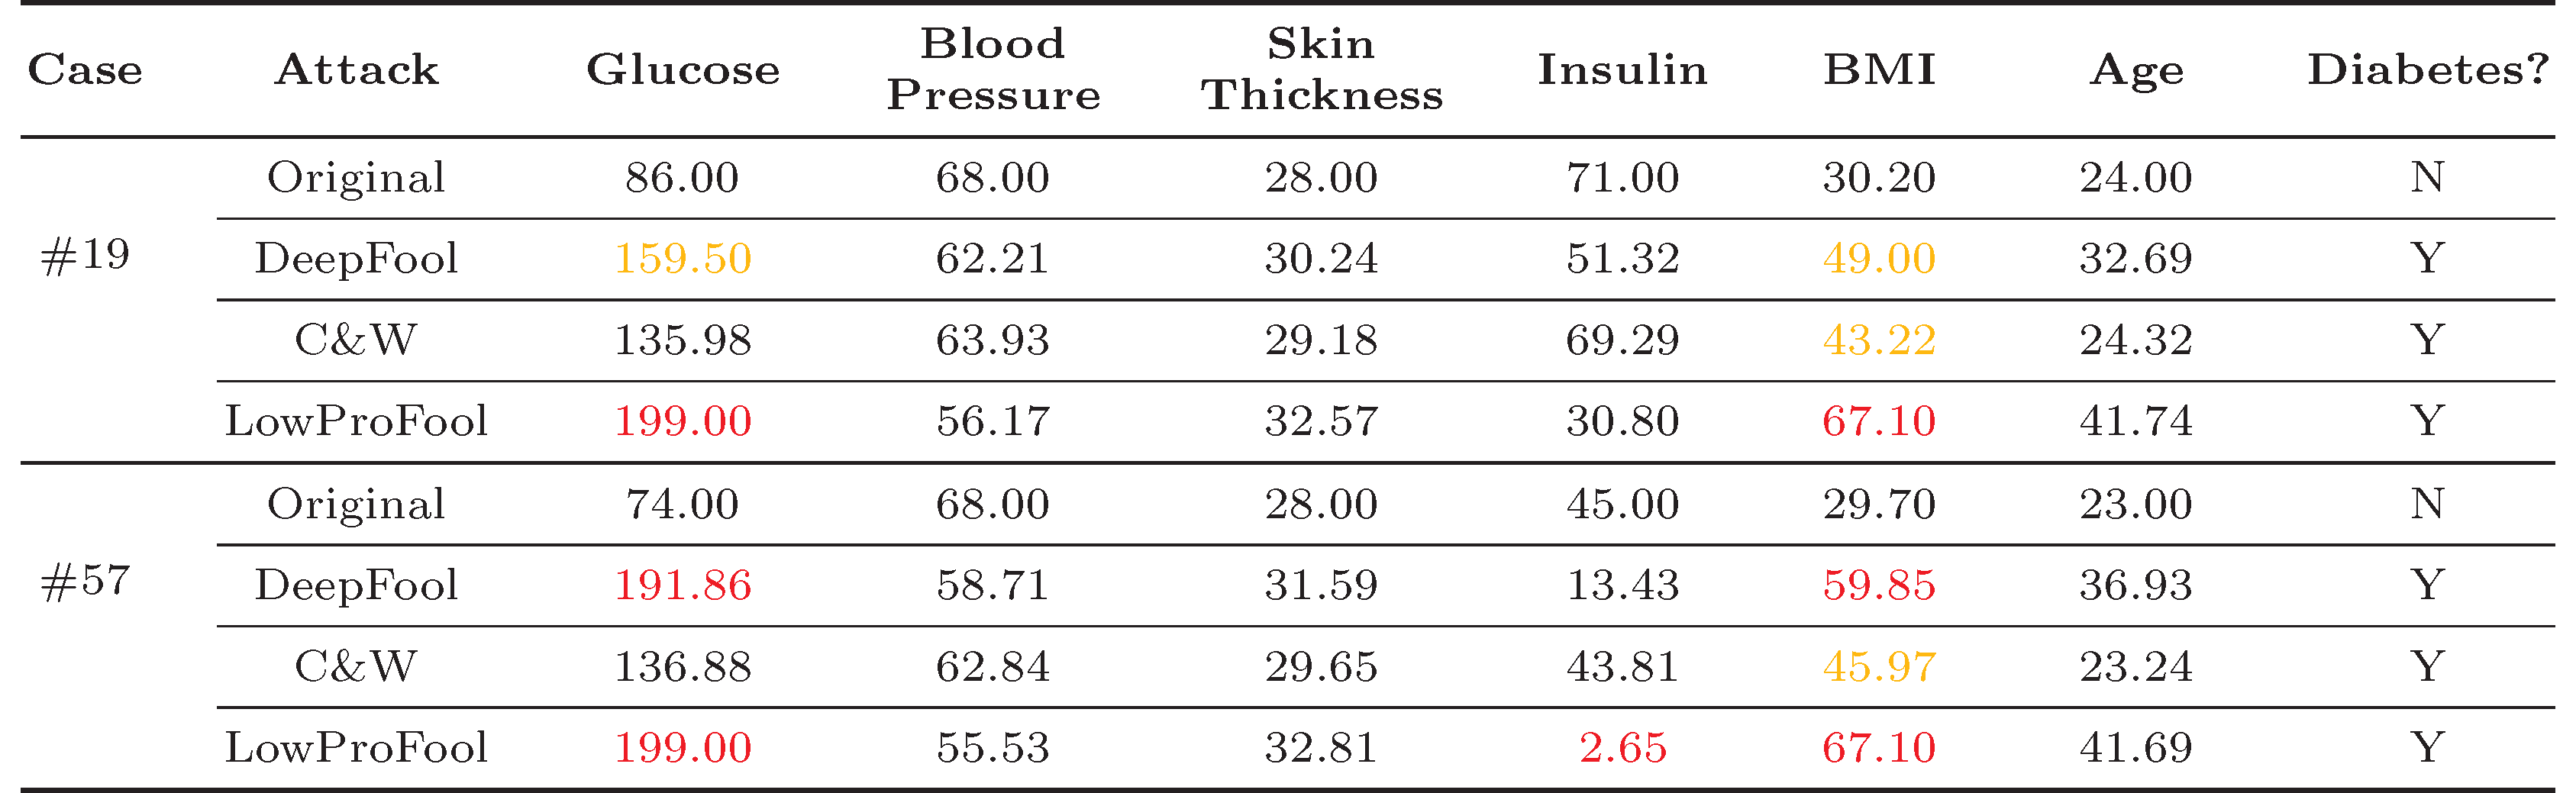 Case Attack Glucose Blood Pressure Skin Thickness Insulin BMI Age Diabetes?
#19
Original 86.00 68.00 28.00 71.00 30.20 24.00 N
DeepFool 159.50 62.21 30.24 51.32 49.00 32.69 Y
C&W 135.98 63.93 29.18 69.29 43.22 24.32 Y
LowProFool 199.00 56.17 32.57 30.80 67.10 41.74 Y
#57
Original 74.00 68.00 28.00 45.00 29.70 23.00 N
DeepFool 191.86 58.71 31.59 13.43 59.85 36.93 Y
C&W 136.88 62.84 29.65 43.81 45.97 23.24 Y
LowProFool 199.00 55.53 32.81 2.65 67.10 41.69 Y